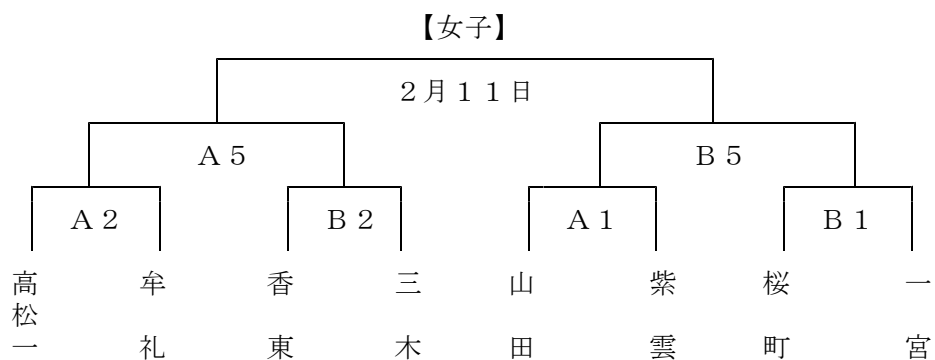 【女子】
２月１１日
Ａ５
Ｂ５
Ａ２
Ｂ２
Ａ１
Ｂ１
高松一
牟礼
香東
三木
山田
紫雲
桜町
一宮